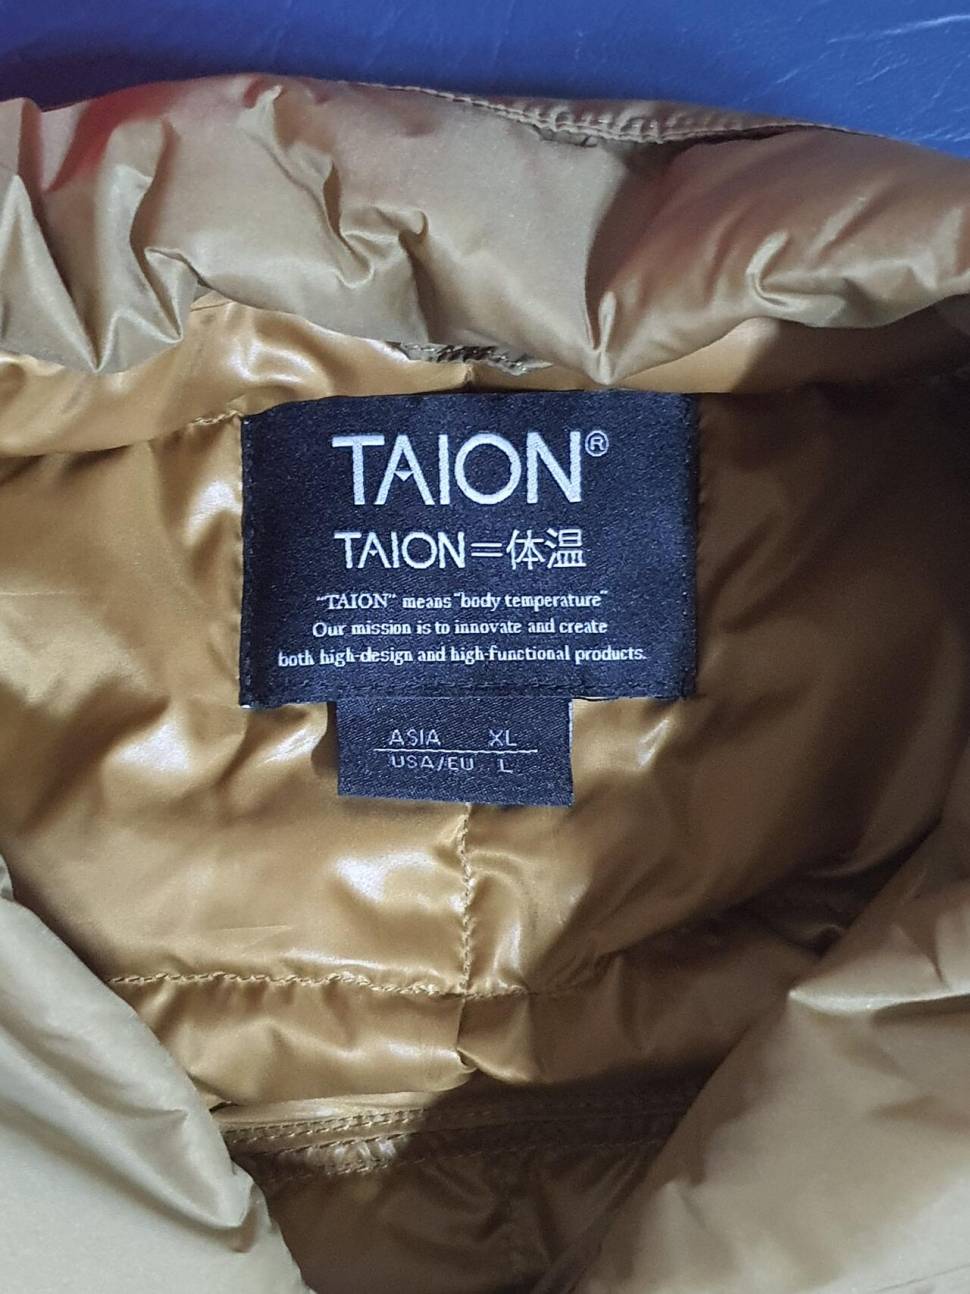 TAION®
TAION=体温
"TAION" means "body temperature"
Our mission is to innovate and create
both high-design and high-functional products.
ASIA XL
USA/EU L